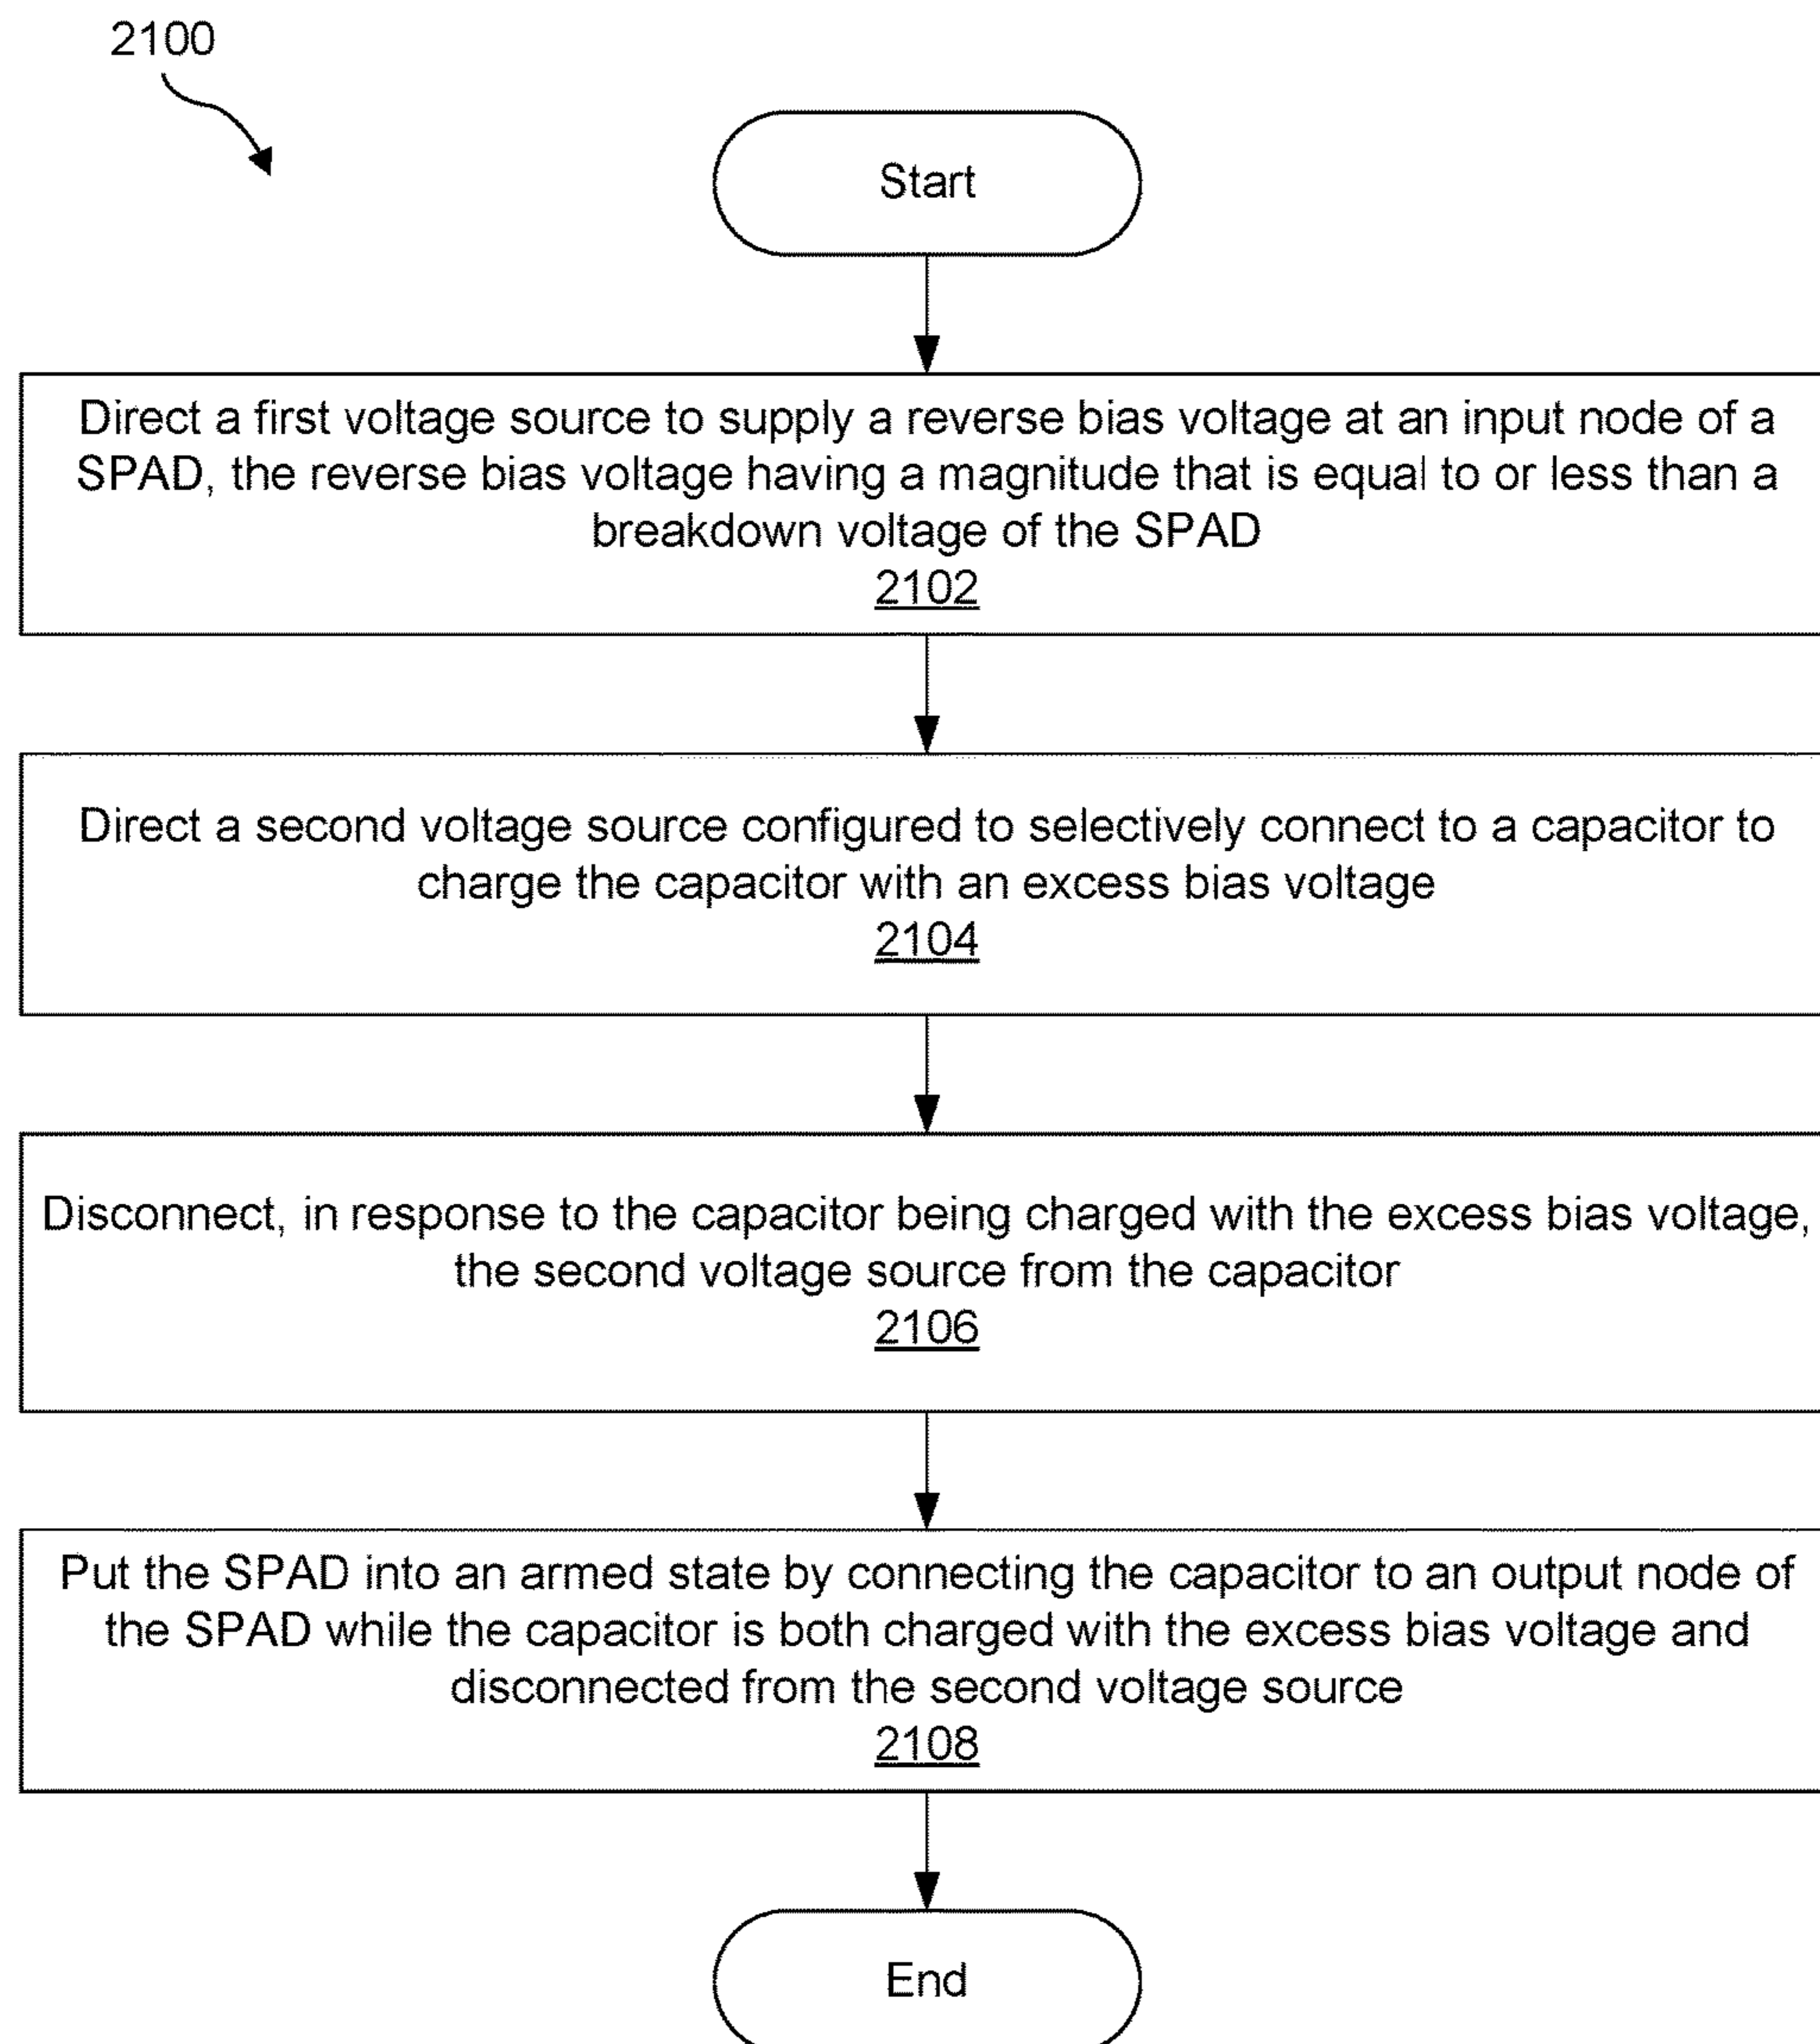 2100
Start
Direct a first voltage source to supply a reverse bias voltage at an input node of a
SPAD, the reverse bias voltage having a magnitude that is equal to or less than a
breakdown voltage of the SPAD
2102
Direct a second voltage source configured to selectively connect to a capacitor to
charge the capacitor with an excess bias voltage
2104
Disconnect, in response to the capacitor being charged with the excess bias voltage,
the second voltage source from the capacitor
2106
Put the SPAD into an armed state by connecting the capacitor to an output node of
the SPAD while the capacitor is both charged with the excess bias voltage and
disconnected from the second voltage source
2108
End